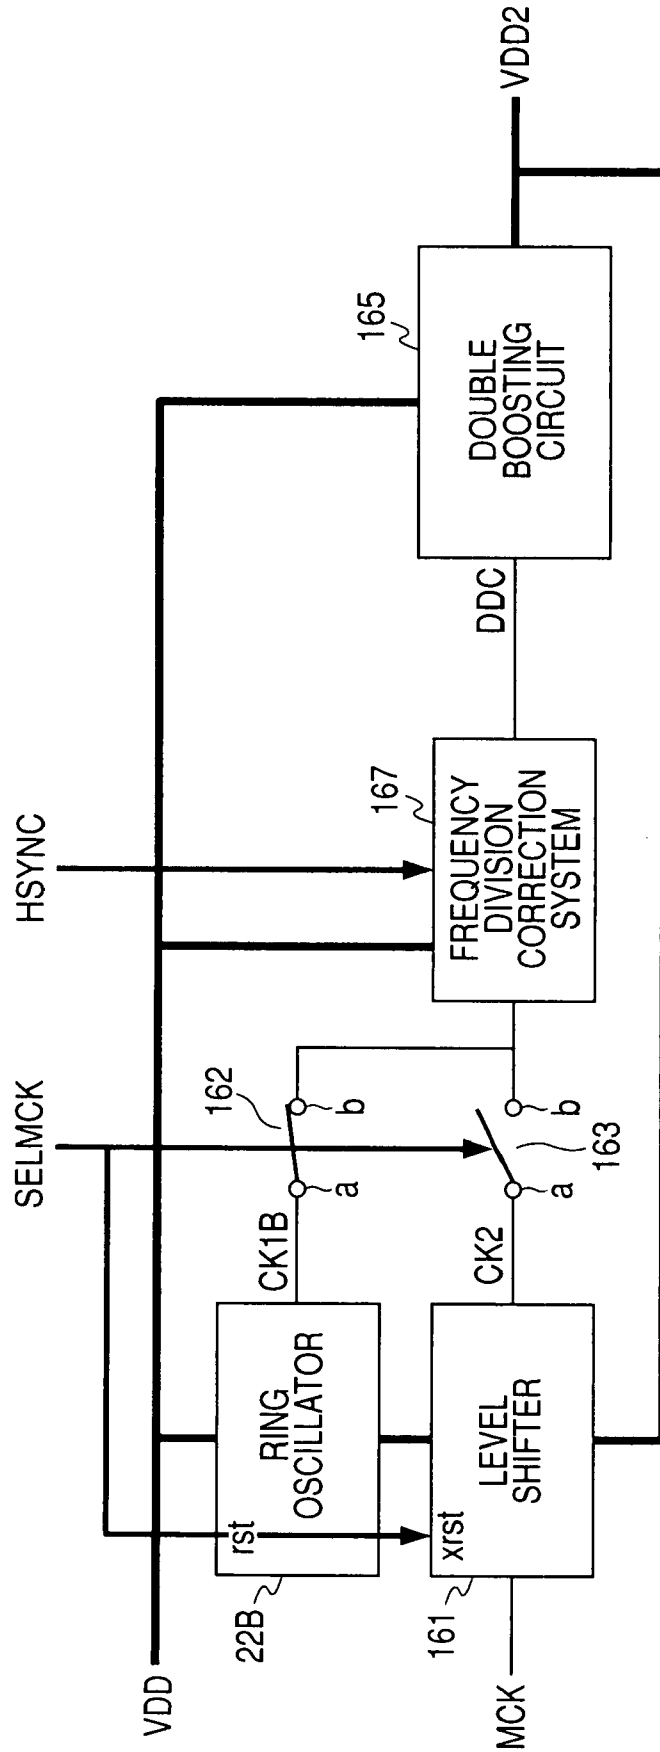 SELMCK
HSYNC
VDD
22B
rst
RING
OSCILLATOR
CK1B
162
a
b
167
FREQUENCY
DIVISION
CORRECTION
SYSTEM
165
DOUBLE
BOOSTING
CIRCUIT
DDC
VDD2
MCK
161
xrst
LEVEL
SHIFTER
CK2
a
b
163